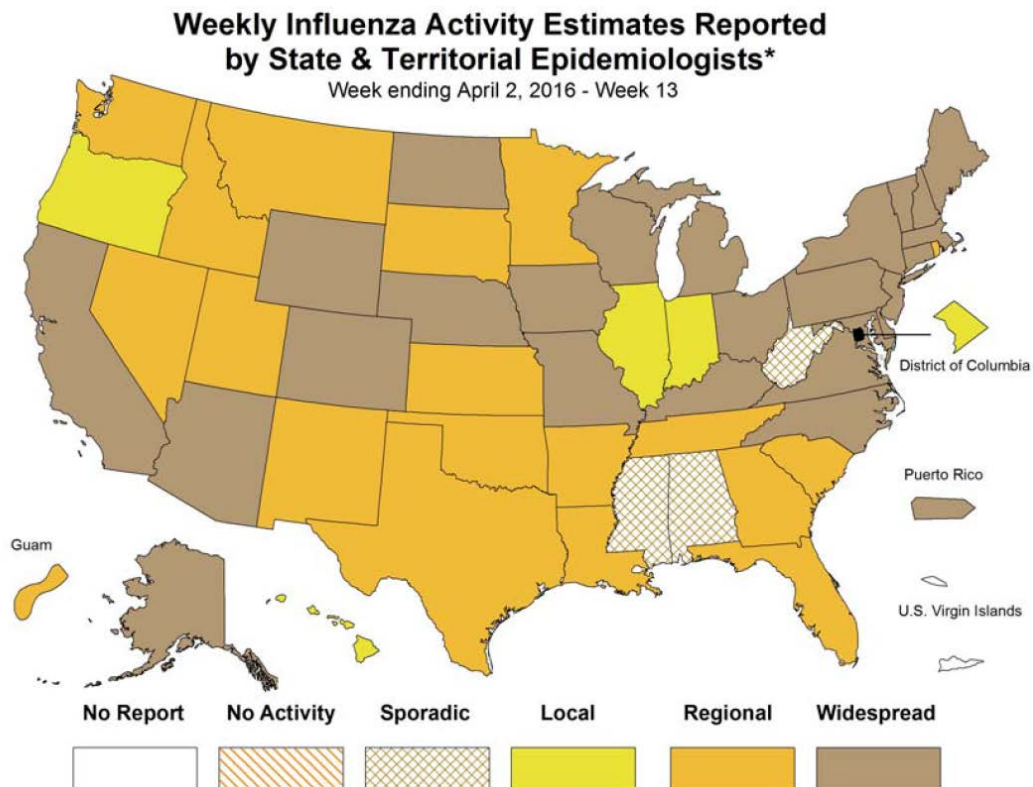 Weekly Influenza Activity Estimates Reported
by State & Territorial Epidemiologists*
Week ending April 2, 2016 - Week 13
District of Columbia
Puerto Rico
Guam
U.S. Virgin Islands
No Report No Activity Sporadic Local Regional Widespread